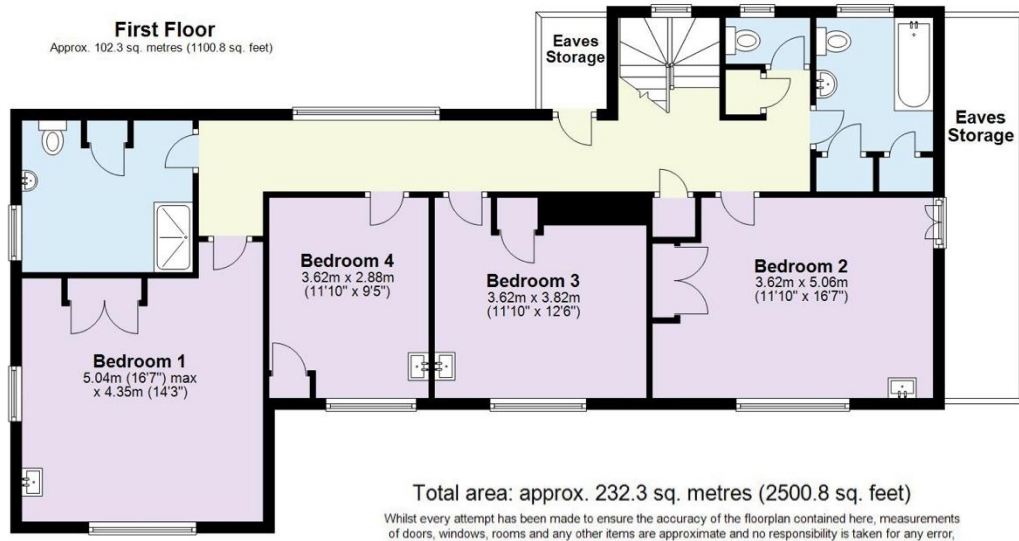 First Floor
Approx. 102.3 sq. metres (1100.8 sq. feet)
Eaves
Storage
Eaves
Storage
Bedroom 4
3.62m x 2.88m
(11'10" x 9'5")
Bedroom 3
3.62m x 3.82m
(11'10" x 12'6")
Bedroom 2
3.62m x 5.06m
(11'10" x 16'7")
Bedroom 1
5.04m (16'7") max
x 4.35m (14'3")
Total area: approx. 232.3 sq. metres (2500.8 sq. feet)
Whilst every attempt has been made to ensure the accuracy of the floorplan contained here, measurements
of doors, windows, rooms and any other items are approximate and no responsibility is taken for any error,